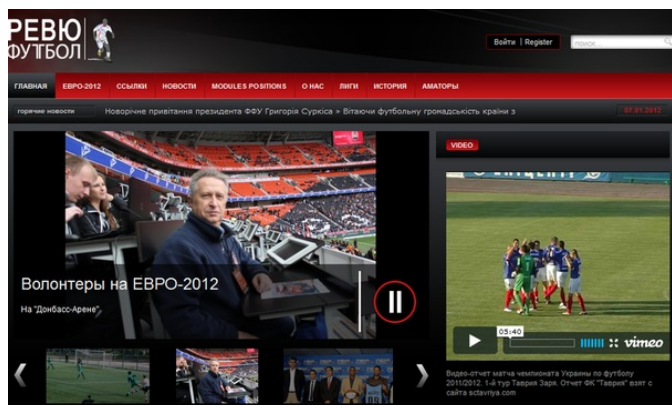 РЕВЮ
ФУТБОЛ
Войти | Register
поиск
ГЛАВНАЯ ЕВРО-2012 ССЫЛКИ НОВОСТИ MODULES POSITIONS О НАС ЛИГИ ИСТОРИЯ АМАТОРЫ
горячие новости Новорічне привітання президента ФФУ Григорія Суркіса » Вітаючи футбольну громадськість країни з 07.01.2012
VIDEO
Волонтеры на ЕВРО-2012
На "Донбасс-Арене"
05:40
vimeo
Видео-отчет матча чемпионата Украины по футболу
2011/2012. 1-й тур Таврия Заря. Отчет ФК "Таврия" взят с
сайта sctavriya.com